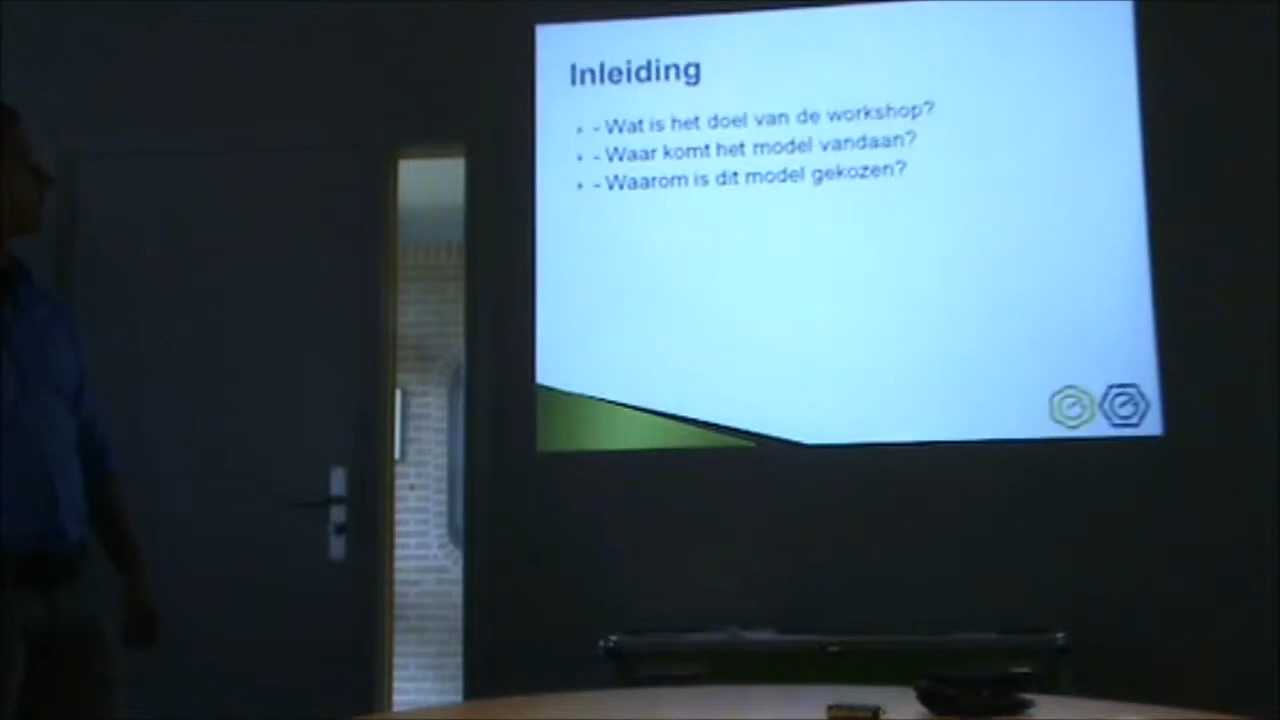 Inleiding
- Wat is het doel van de workshop?
- Waar komt het model vandaan?
- Waarom is dit model gekozen?